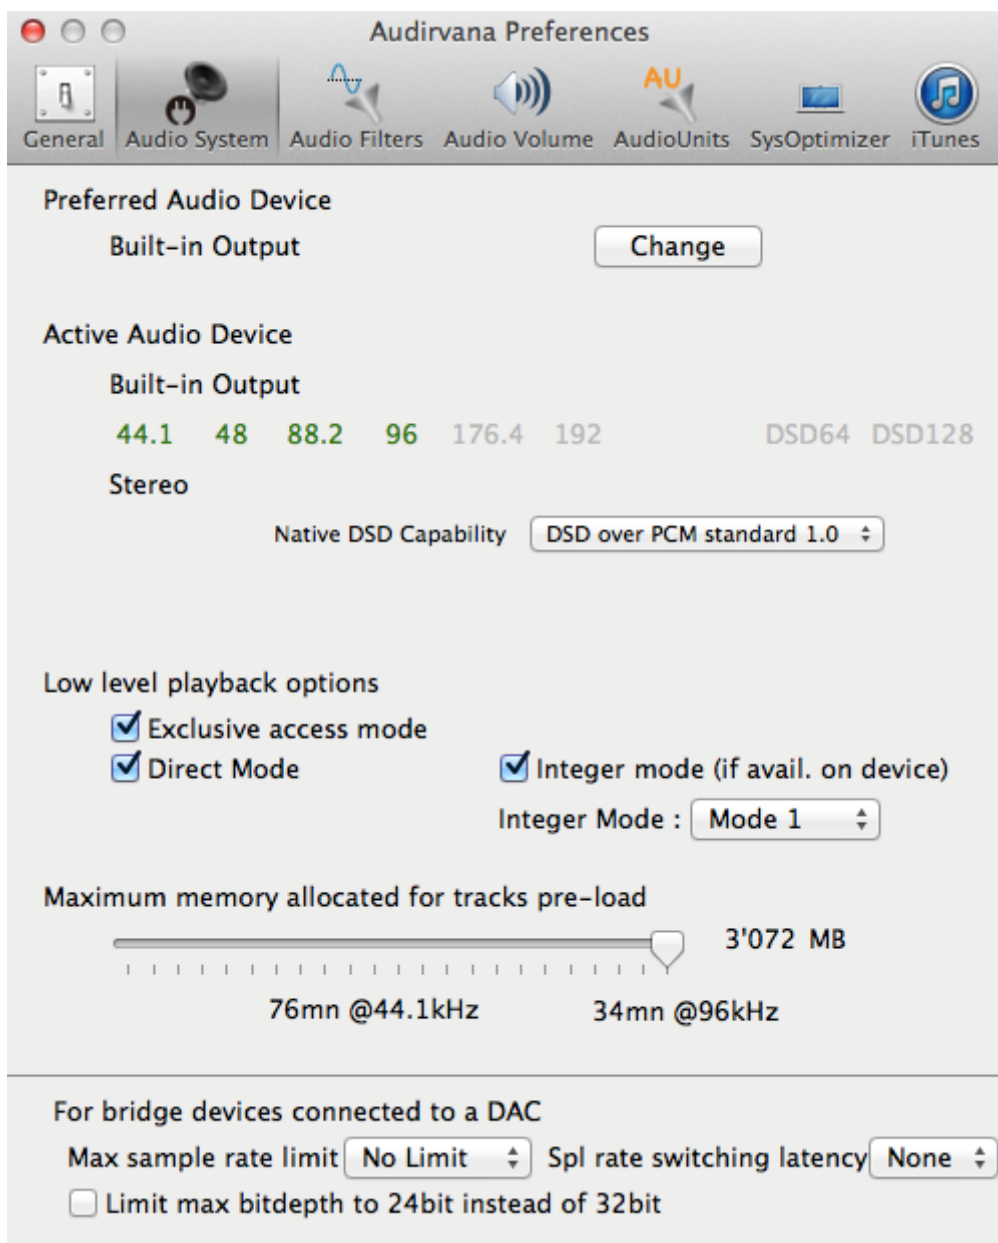 Audirvana Preferences
AU
General Audio System Audio Filters Audio Volume AudioUnits SysOptimizer iTunes
Preferred Audio Device
Built-in Output Change
Active Audio Device
Built-in Output
44.1 48 88.2 96 176.4 192 DSD64 DSD128
Stereo
Native DSD Capability DSD over PCM standard 1.0
Low level playback options
Exclusive access mode
Direct Mode Integer mode (if avail. on device)
Integer Mode : Mode 1
Maximum memory allocated for tracks pre-load
3'072 MB
76mn @44.1kHz 34mn @96kHz
For bridge devices connected to a DAC
Max sample rate limit No Limit Spl rate switching latency None
Limit max bitdepth to 24bit instead of 32bit